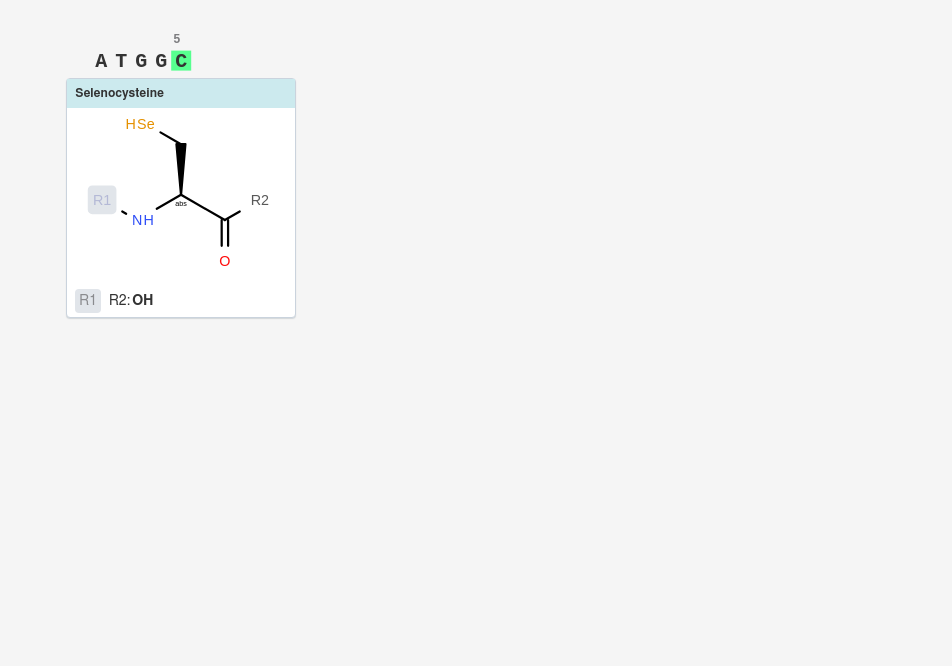 5
A T G G C
Selenocysteine
HSe
R1
R2
abs
NH
O
R1 R2: OH